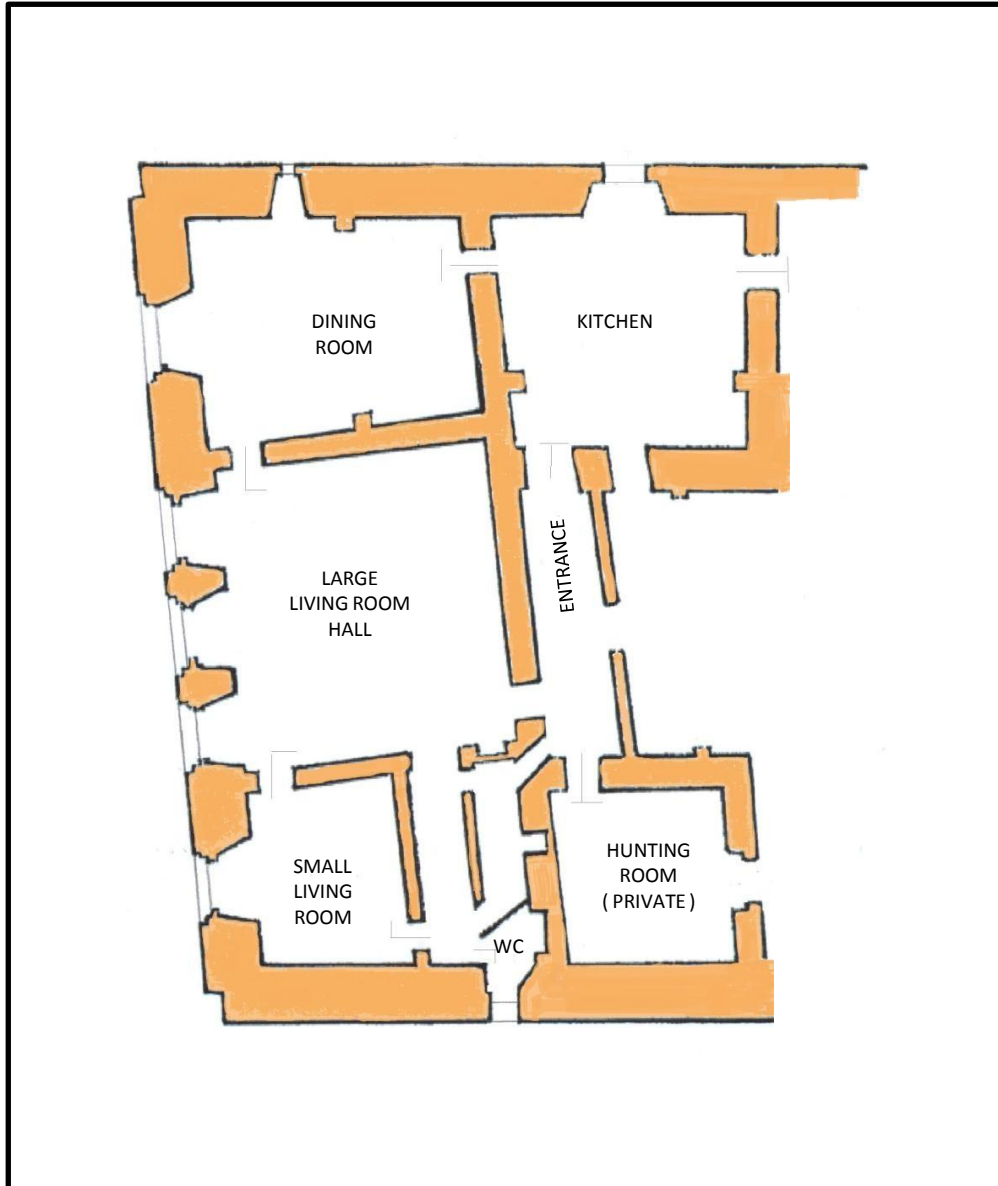 DINING
ROOM
KITCHEN
ENTRANCE
LARGE
LIVING ROOM
HALL
SMALL
LIVING
ROOM
HUNTING
ROOM
( PRIVATE )
WC